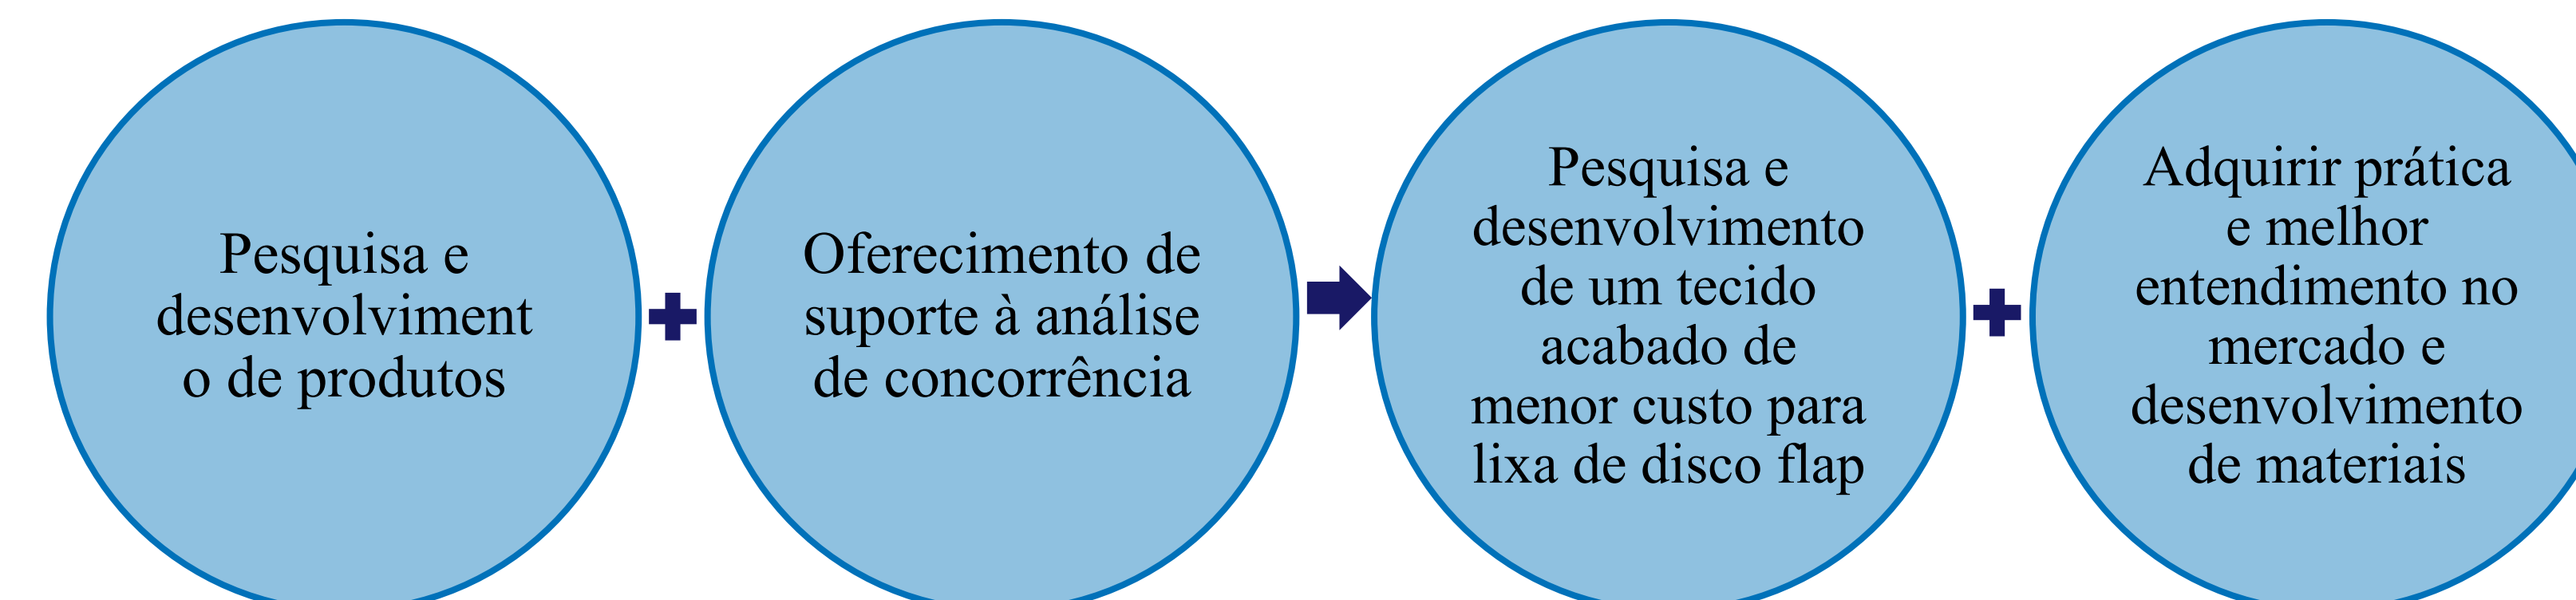 Pesquisa e
desenvolviment
o de produtos
Oferecimento de
suporte à análise
de concorrência
Pesquisa e
desenvolvimento
de um tecido
acabado de
menor custo para
lixa de disco flap
Adquirir prática
e melhor
entendimento no
mercado e
desenvolvimento
de materiais